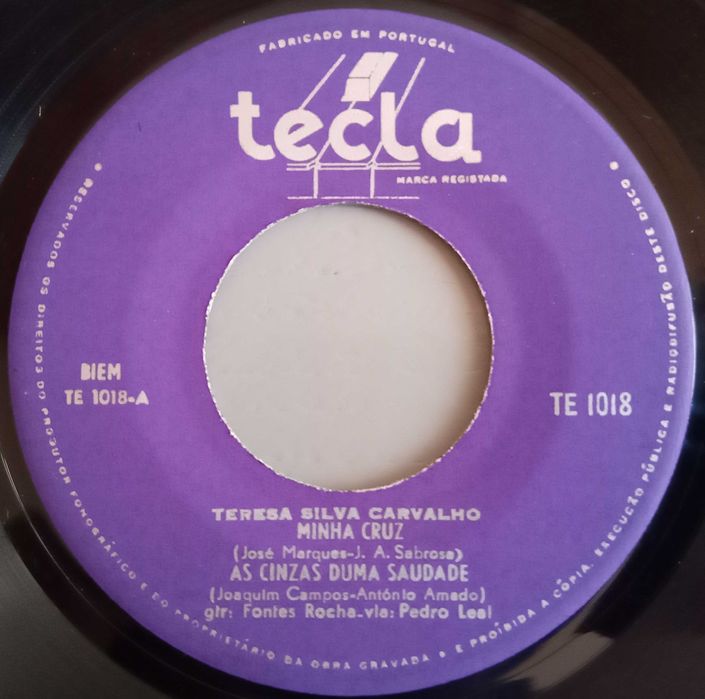 FABRICADO EM PORTUGAL
tecla
MARCA REGISTADA
BIEM
TE 1018-A
TE 1018
TERESA SILVA CARVALHO
MINHA CRUZ
(José Marques-J. A. Sabrosa)
AS CINZAS DUMA SAUDADE
(Joaquim Campos-António Amado)
gtr: Fontes Rocha-vla: Pedro Leal
• RESERVADOS OS DIREITOS DO PRODUTOR FONOGRÁFICO E DO PROPRIETÁRIO DA OBRA GRAVADA • E PROÍBIDA A CÓPIA, EXECUÇÃO PÚBLICA E RADIODIFUSÃO DESTE DISCO •